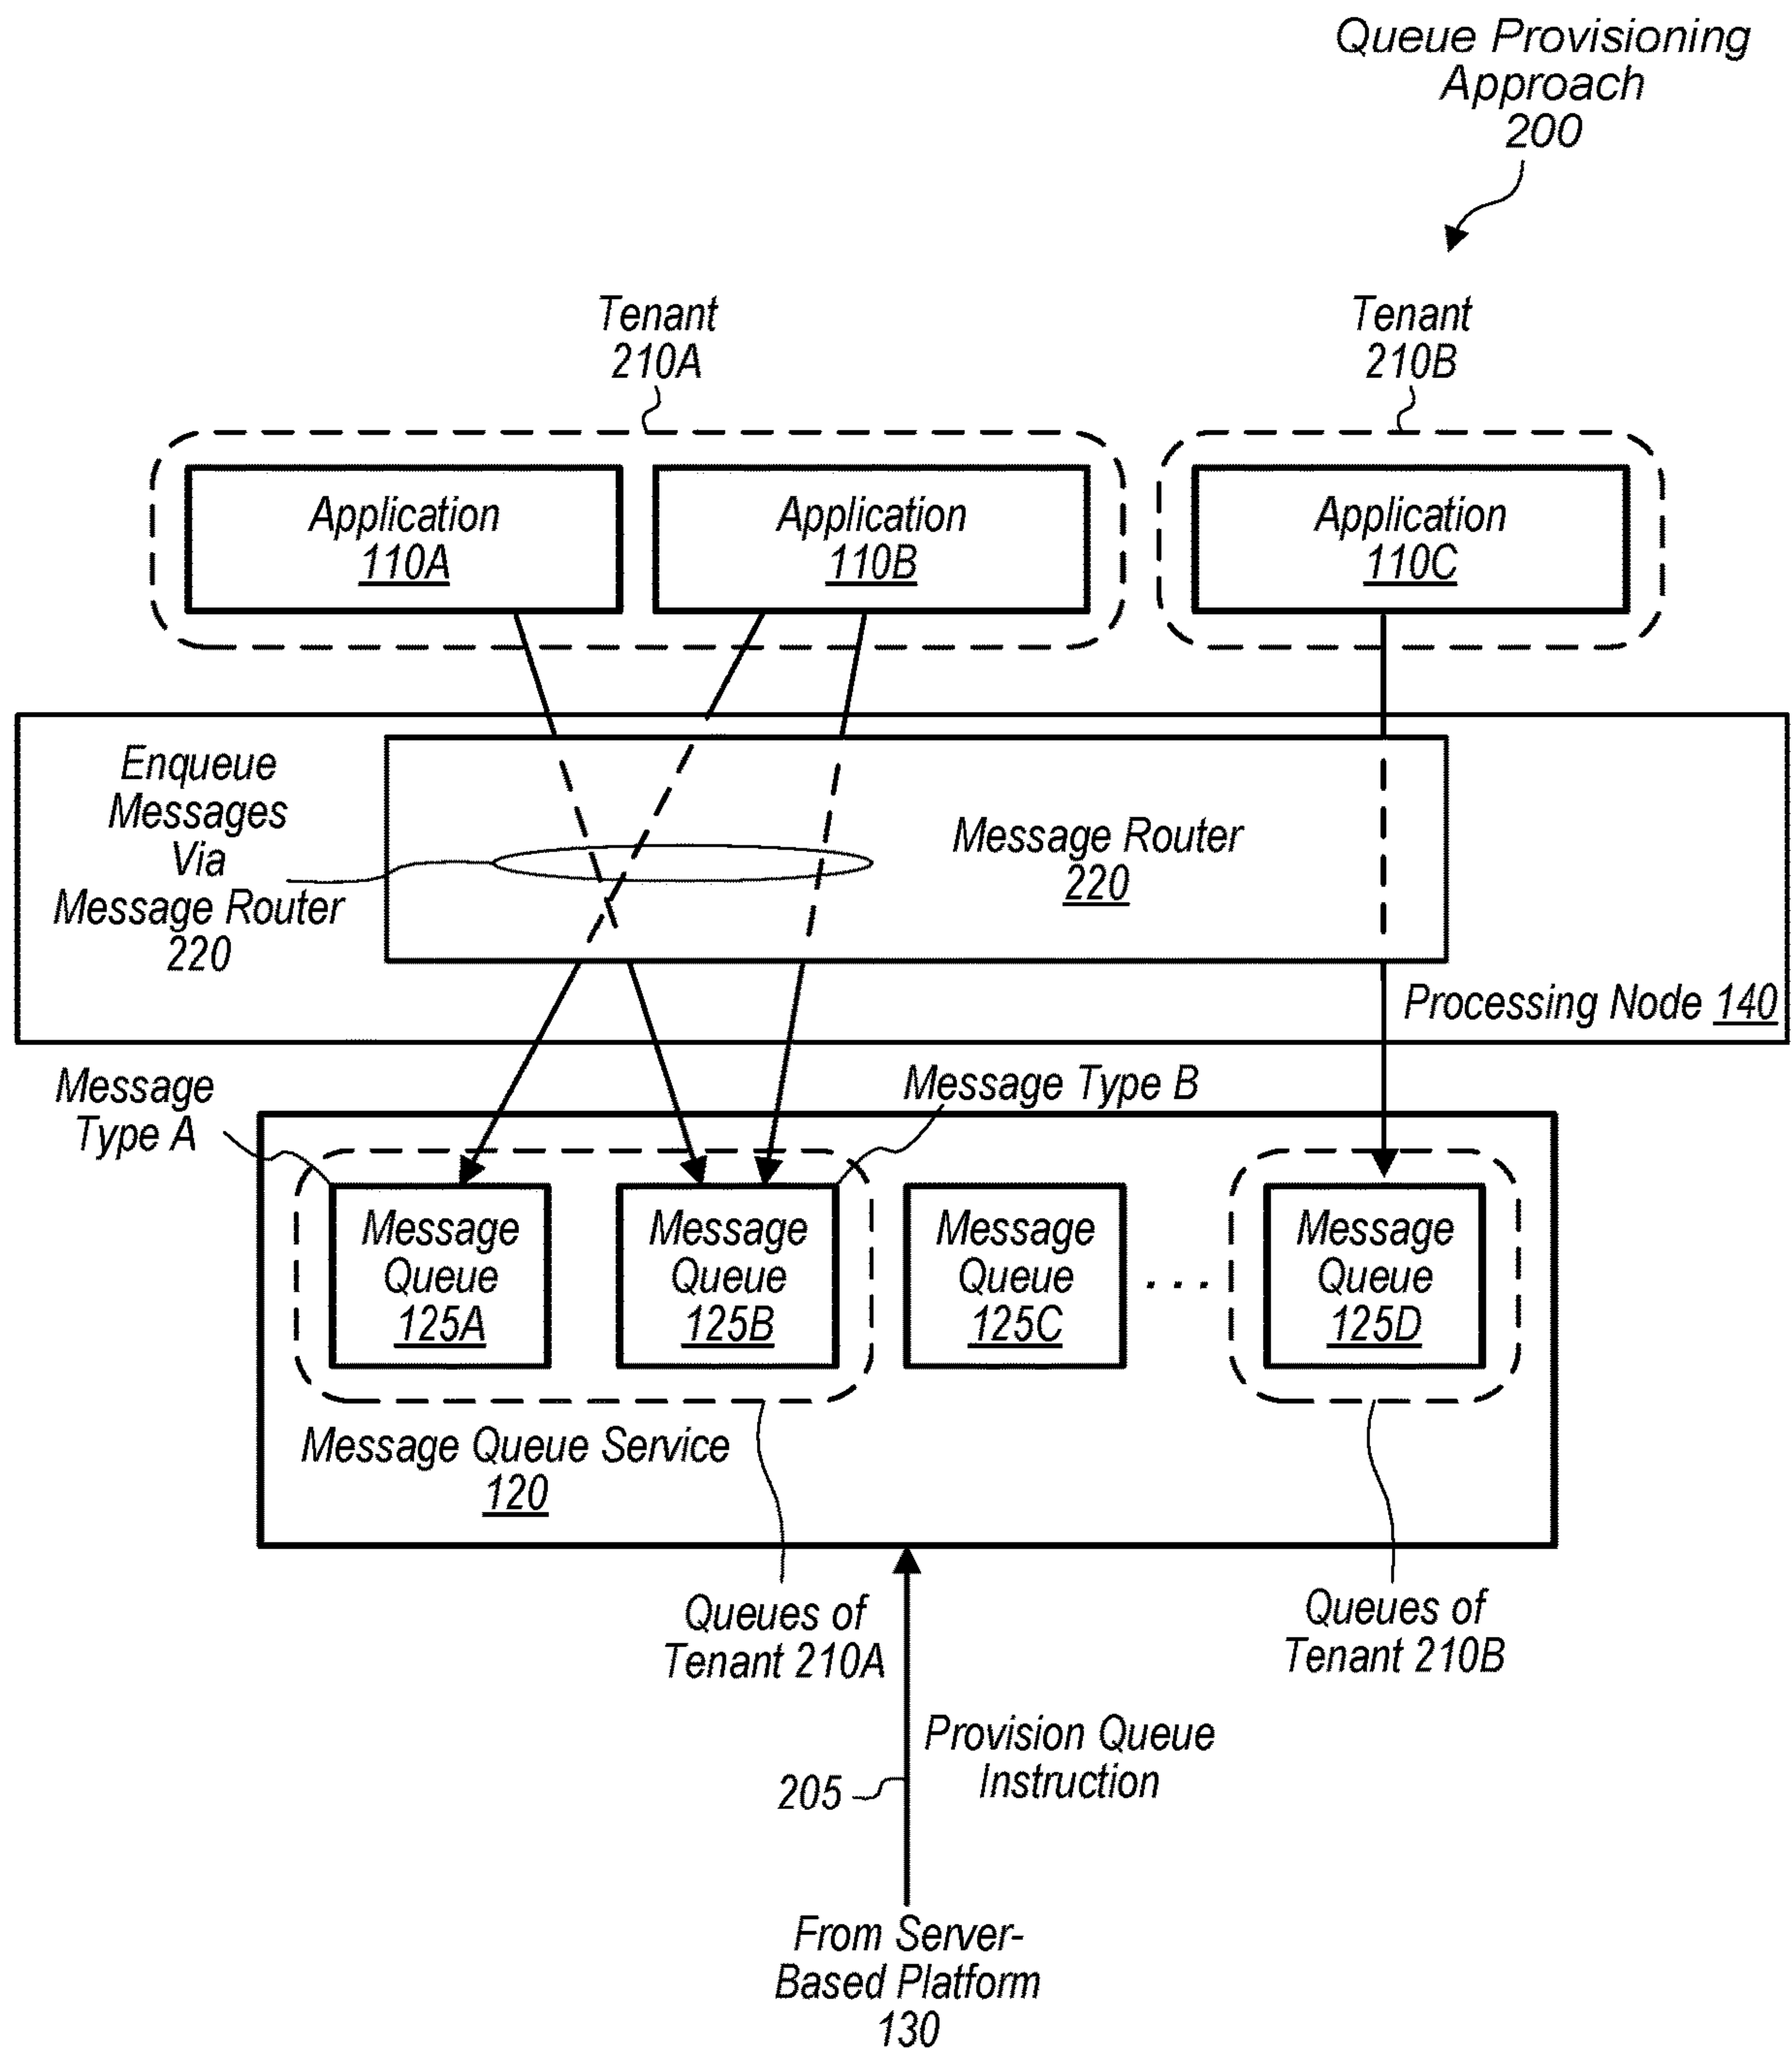 Queue Provisioning
Approach
200
Tenant
210A
Tenant
210B
Application
110A
Application
110B
Application
110C
Enqueue
Messages
Via
Message Router
220
Message Router
220
Processing Node 140
Message
Type A
Message Type B
Message
Queue
125A
Message
Queue
125B
Message
Queue
125C
...
Message
Queue
125D
Message Queue Service
120
Queues of
Tenant 210A
Queues of
Tenant 210B
Provision Queue
Instruction
205
From Server-
Based Platform
130